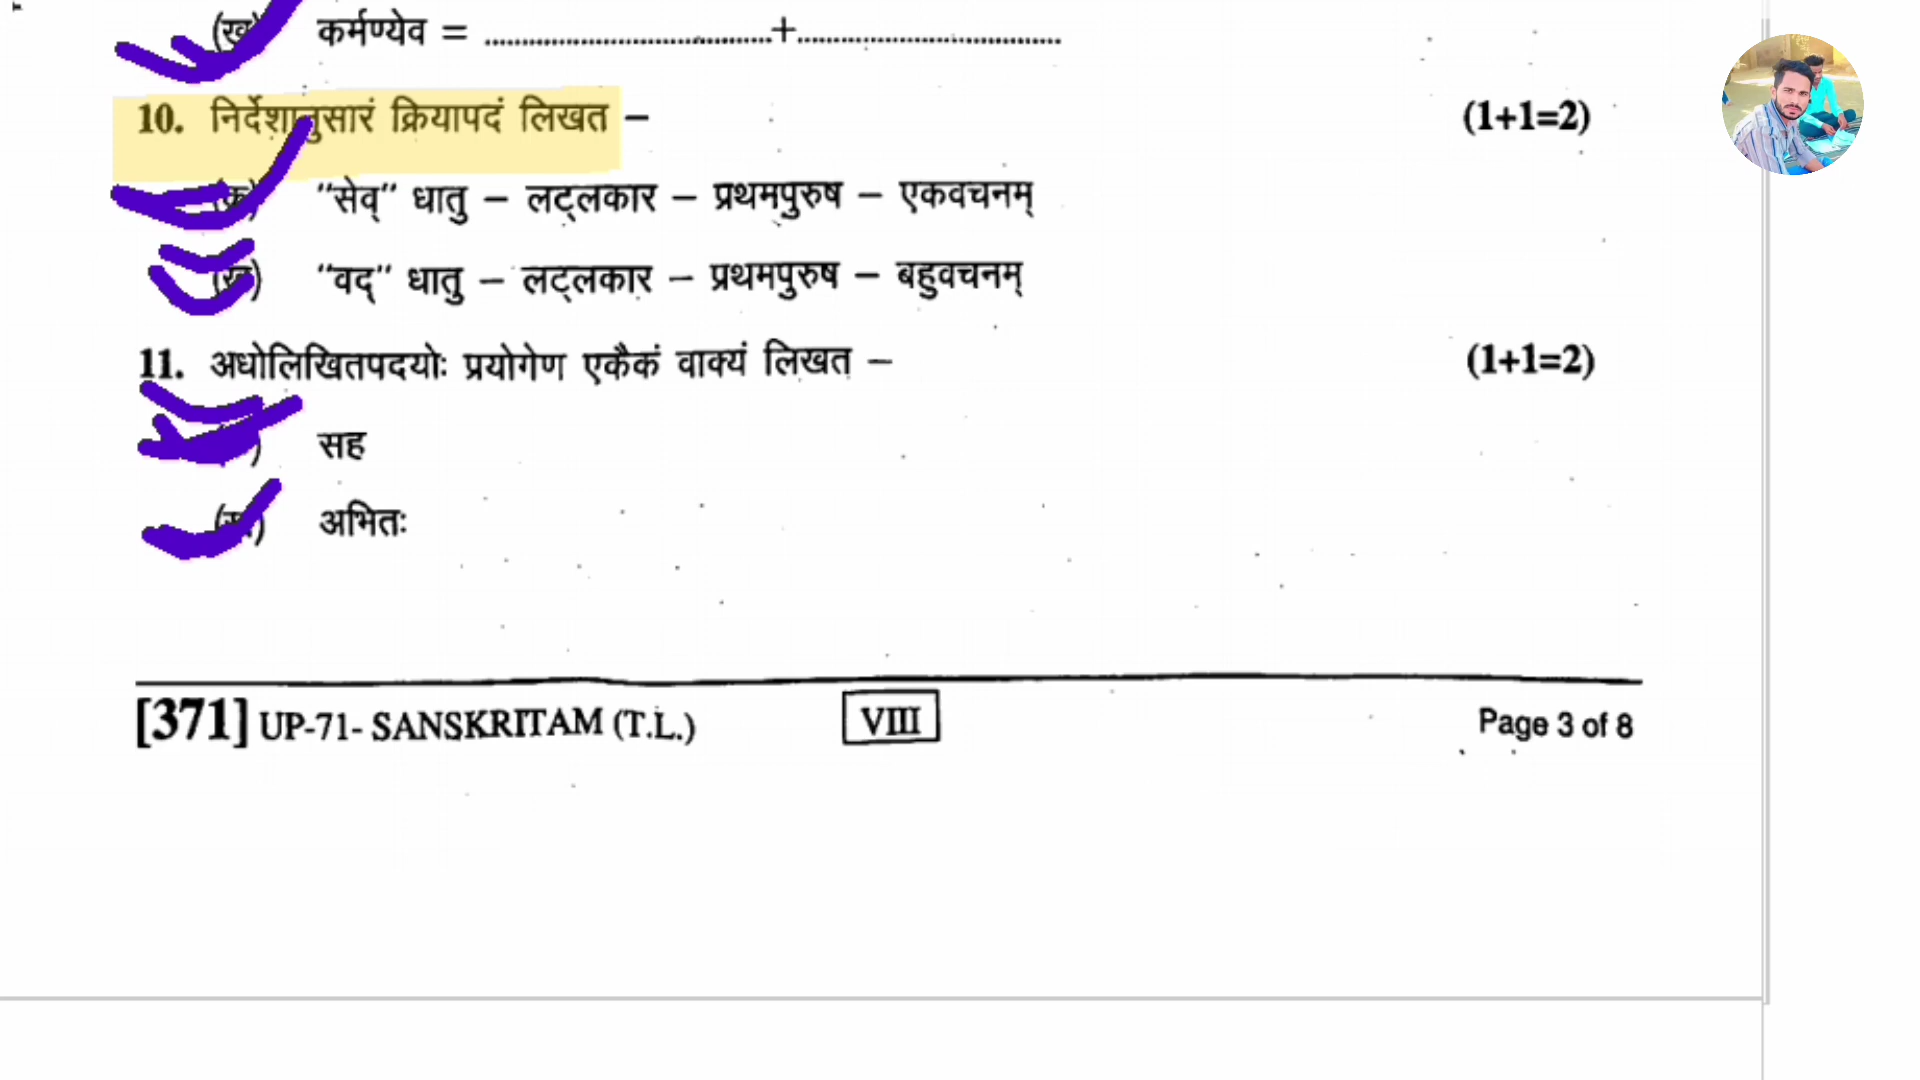 (ख) कर्मण्येव = ......................................+...................................
10. निर्देशानुसारं क्रियापदं लिखत – (1+1=2)
(क) “सेव्” धातु – लट्लकार – प्रथमपुरुष – एकवचनम्
(ख) “वद्” धातु – लट्लकार – प्रथमपुरुष – बहुवचनम्
11. अधोलिखितपदयोः प्रयोगेण एकैकं वाक्यं लिखत – (1+1=2)
सह
(ख) अभितः
[371] UP-71- SANSKRITAM (T.L.) VIII Page 3 of 8